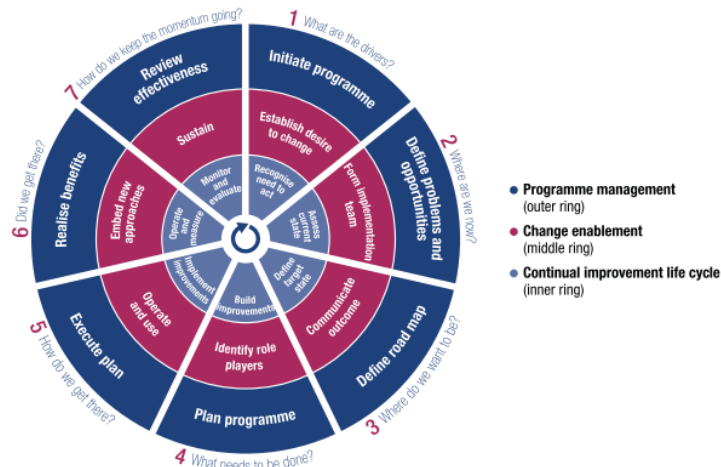 1 What are the drivers?
Initiate programme
Establish desire
to change
Recognise
need to
act
2 Where are we now?
Define problems and
opportunities
Form implementation
team
Assess
current
state
3 Where do we want to be?
Define road map
Communicate
outcome
Define
target
state
4 What needs to be done?
Plan programme
Identify role
players
Build
improvements
5 How do we get there?
Execute plan
Operate
and use
Implement
improvements
6 Did we get there?
Realise benefits
Embed new
approaches
Operate
and
measure
7 How do we keep the momentum going?
Review
effectiveness
Sustain
Monitor
and
evaluate
Programme management
(outer ring)
Change enablement
(middle ring)
Continual improvement life cycle
(inner ring)